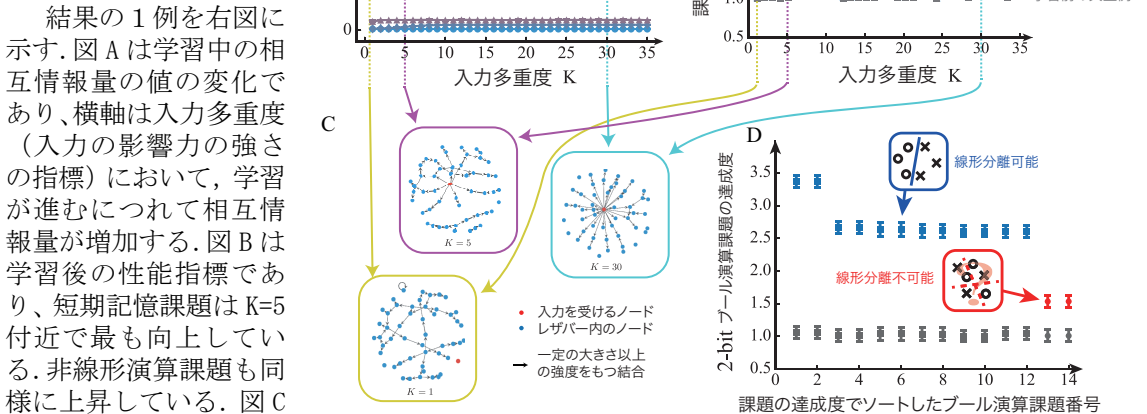 結果の１例を右図に
示す．図 A は学習中の相
互情報量の値の変化で
あり、横軸は入力多重度
（入力の影響力の強さ
の指標）において，学習
が進むにつれて相互情
報量が増加する．図 B は
学習後の性能指標であ
り、短期記憶課題は K=5
付近で最も向上してい
る．非線形演算課題も同
様に上昇している．図 C
0
0 5 10 15 20 25 30 35
入力多重度 K
課
1.0
0.5
0 5 10 15 20 25 30 35
入力多重度 K
C
K = 5
K = 30
K = 1
入力を受けるノード
レザバー内のノード
一定の大きさ以上
の強度をもつ結合
D
2-bit ブール演算課題の達成度
3.5
3.0
2.5
2.0
1.5
1.0
0.5
線形分離可能
線形分離不可能
0 2 4 6 8 10 12 14
課題の達成度でソートしたブール演算課題番号